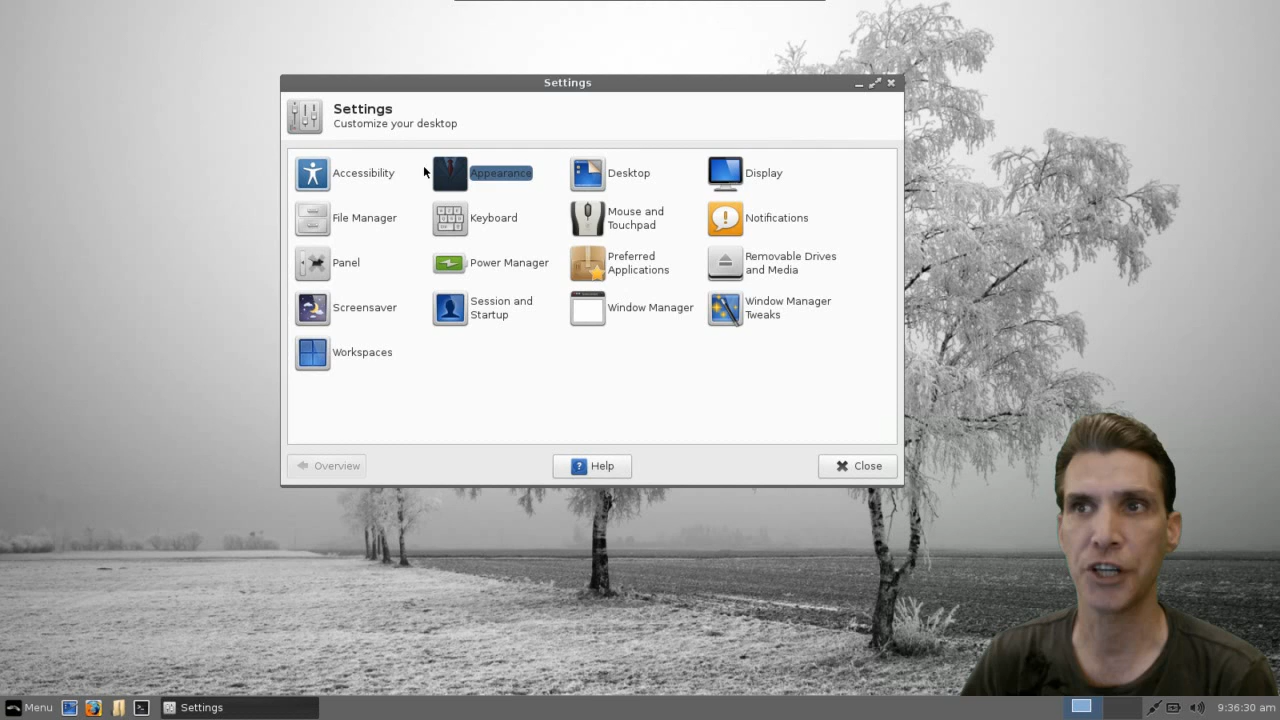 Settings
Settings
Customize your desktop
Accessibility
Appearance
Desktop
Display
File Manager
Keyboard
Mouse and
Touchpad
Notifications
Panel
Power Manager
Preferred
Applications
Removable Drives
and Media
Screensaver
Session and
Startup
Window Manager
Window Manager
Tweaks
Workspaces
Overview
? Help
Close
Menu
Settings
9:36:30 am